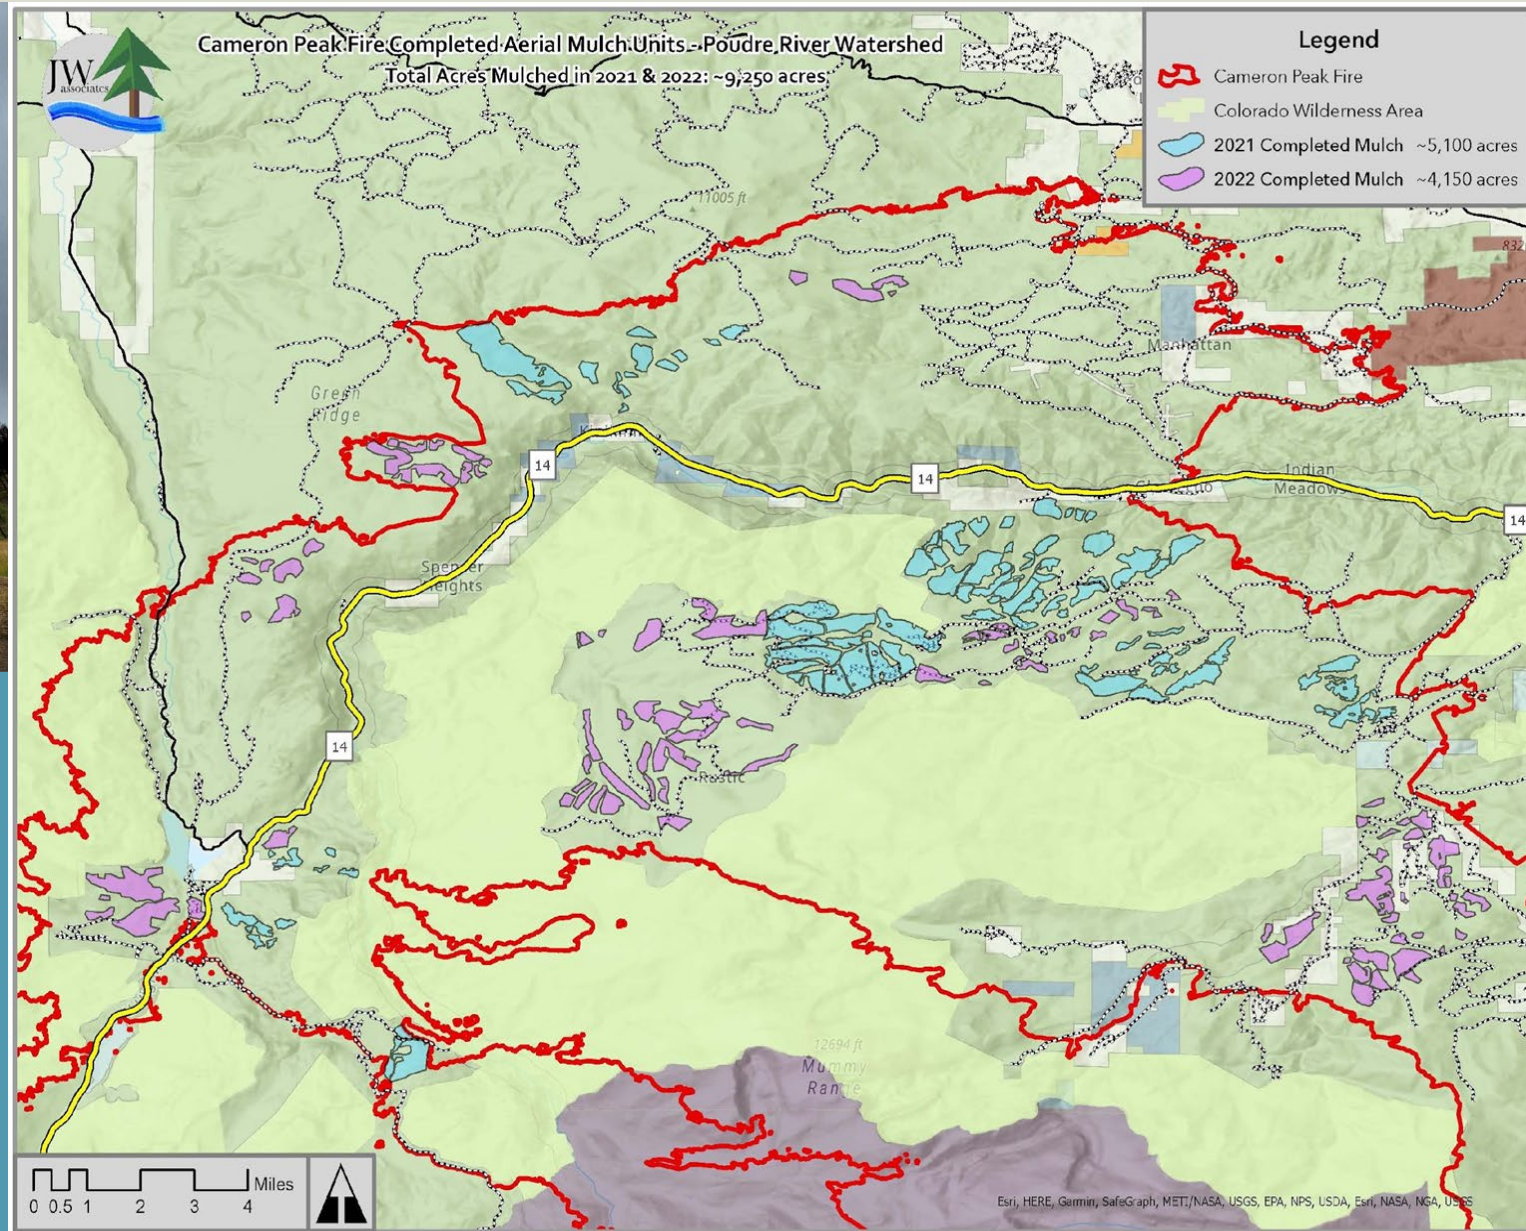 JW
associates
Cameron Peak Fire Completed Aerial Mulch Units - Poudre River Watershed
Total Acres Mulched in 2021 & 2022: ~9,250 acres
Legend
Cameron Peak Fire
Colorado Wilderness Area
2021 Completed Mulch ~5,100 acres
2022 Completed Mulch ~4,150 acres
11005 ft
Manhattan
Green
Ridge
14
14
Indian
Meadows
14
Spencer
Heights
14
Rustic
12694 ft
Mummy
Range
0 0.5 1 2 3 4 Miles
Esri, HERE, Garmin, SafeGraph, METI/NASA, USGS, EPA, NPS, USDA, Esri, NASA, NGA, USGS